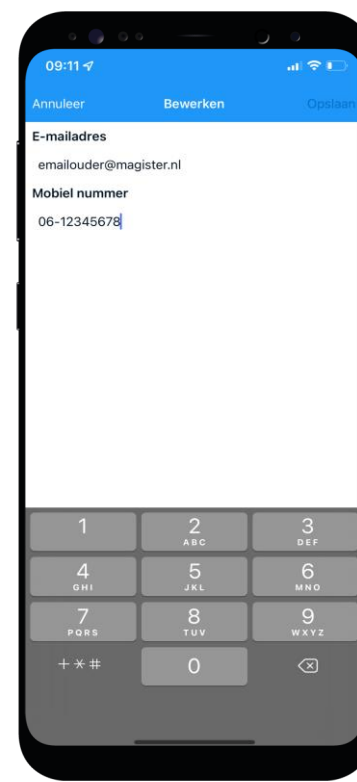 09:11
Annuleer Bewerken Opslaan
E-mailadres
emailouder@magister.nl
Mobiel nummer
06-12345678
1 2 3
ABC DEF
4 5 6
GHI JKL MNO
7 8 9
PQRS TUV WXYZ
+*# 0